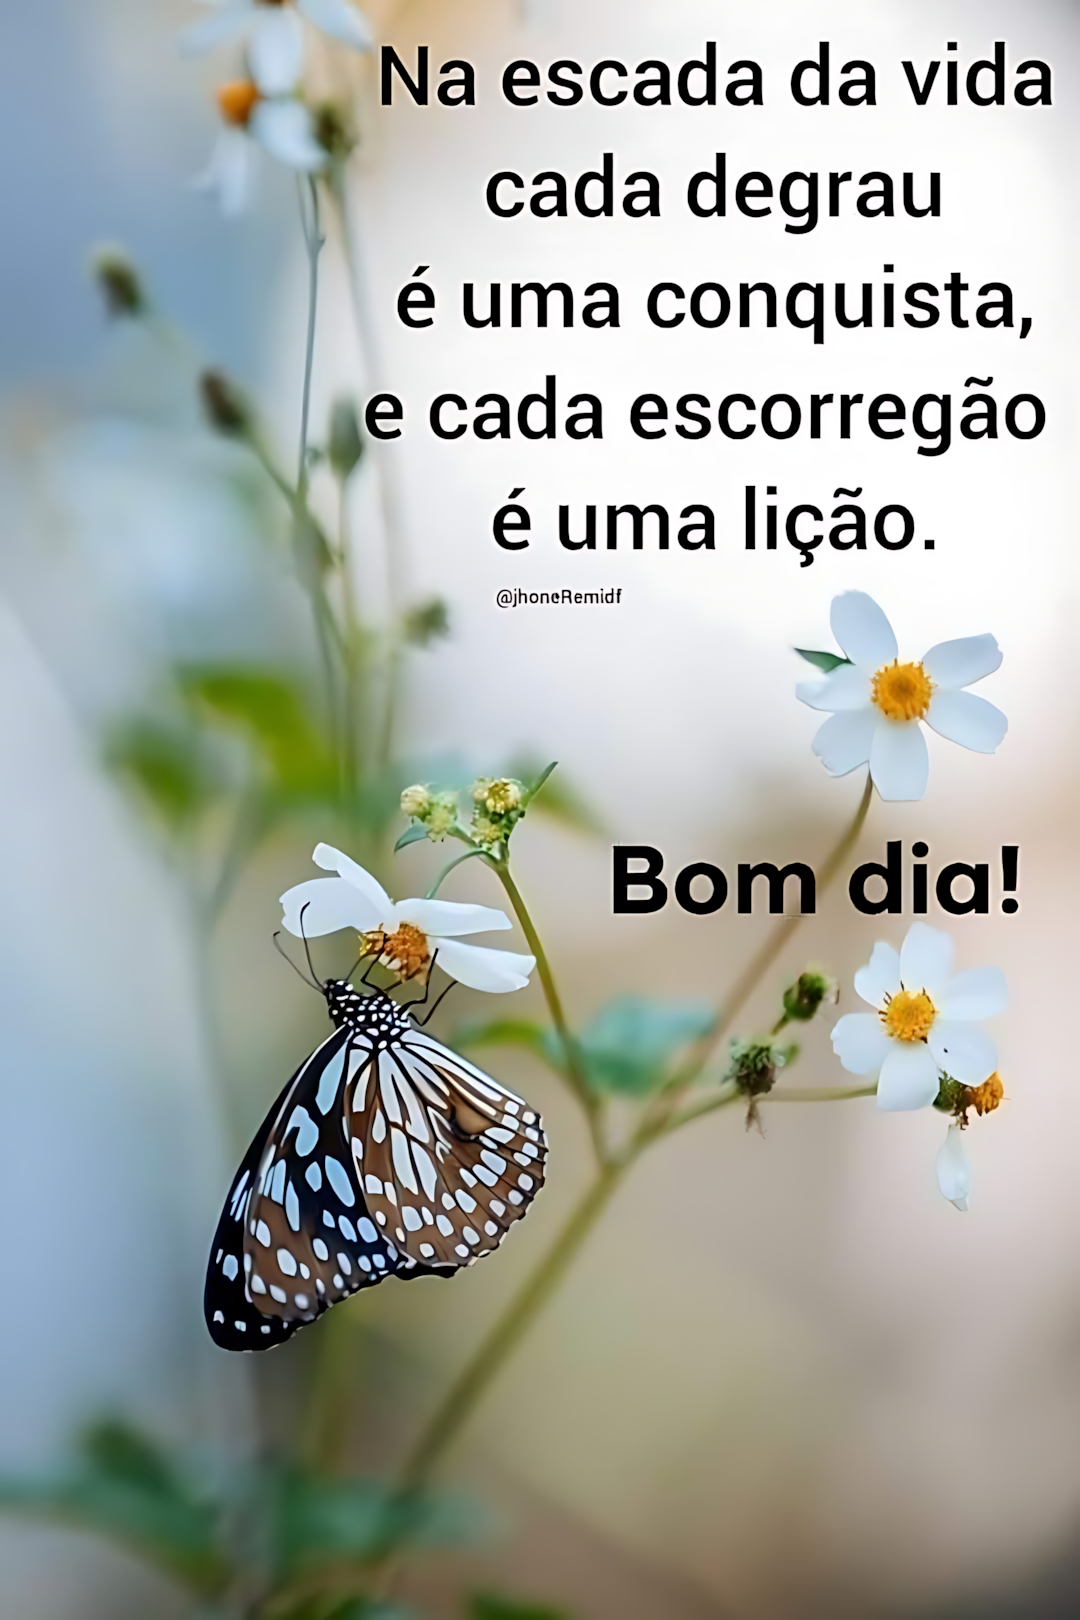 Na escada da vida
cada degrau
é uma conquista,
e cada escorregão
é uma lição.
@jhoneRemidf
Bom dia!